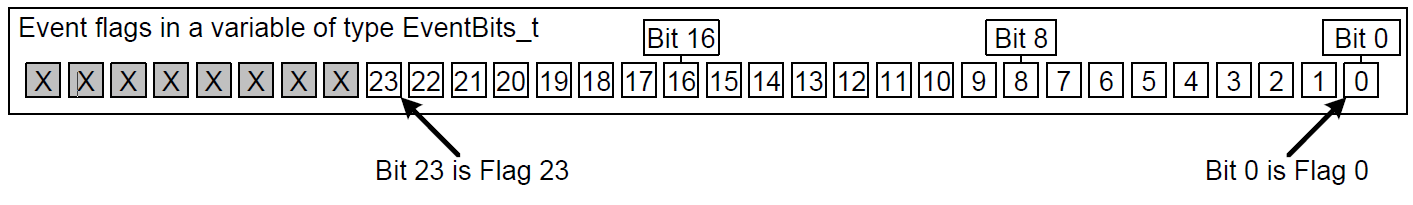 Event flags in a variable of type EventBits_t
Bit 16
Bit 8
Bit 0
X X X X X X X X 23 22 21 20 19 18 17 16 15 14 13 12 11 10 9 8 7 6 5 4 3 2 1 0
Bit 23 is Flag 23
Bit 0 is Flag 0